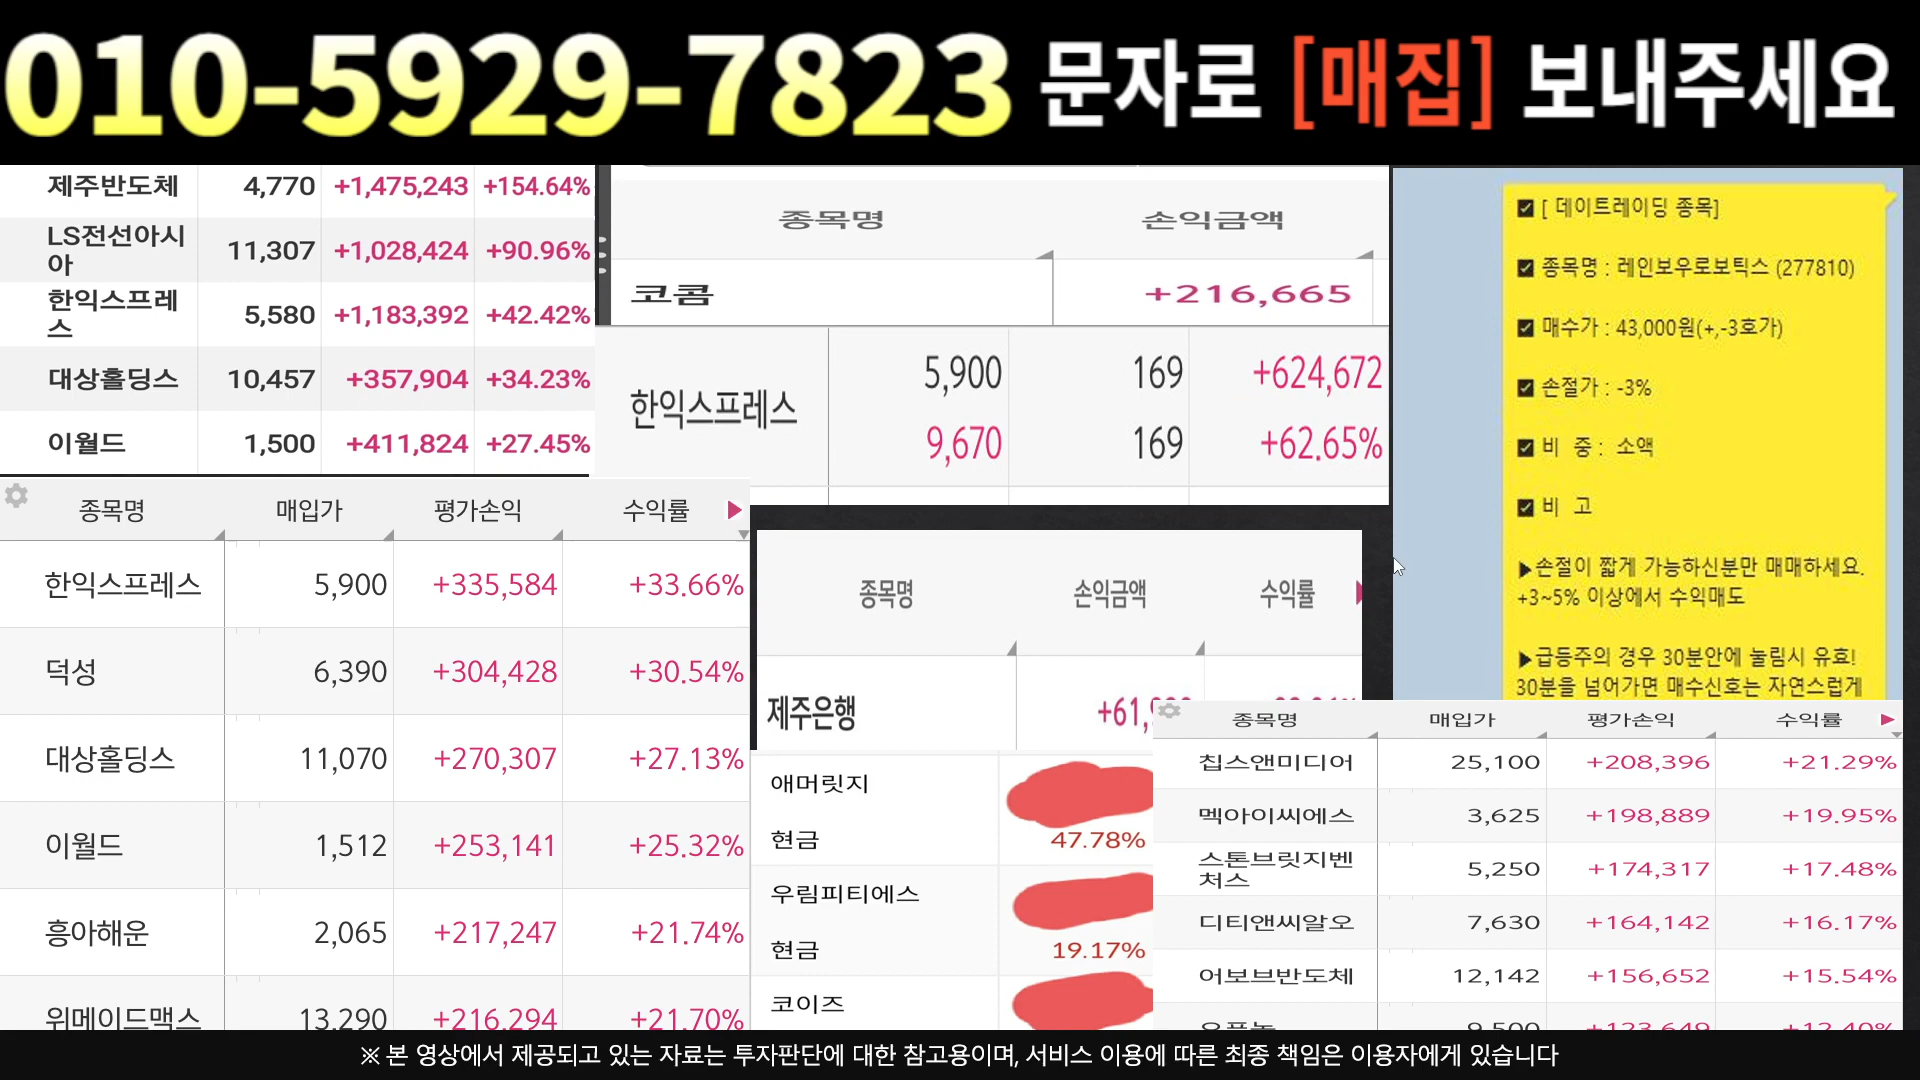 010-5929-7823 문자로 [매집] 보내주세요
제주반도체 4,770 +1,475,243 +154.64%
LS전선아시
아 11,307 +1,028,424 +90.96%
한익스프레
스 5,580 +1,183,392 +42.42%
대상홀딩스 10,457 +357,904 +34.23%
이월드 1,500 +411,824 +27.45%
종목명 손익금액
코콤 +216,665
한익스프레스
5,900 169 +624,672
9,670 169 +62.65%
☑ [ 데이트레이딩 종목]
☑ 종목명 : 레인보우로보틱스 (277810)
☑ 매수가 : 43,000원(+,-3호가)
☑ 손절가 : -3%
☑ 비 중 : 소액
☑ 비 고
▶손절이 짧게 가능하신분만 매매하세요.
+3~5% 이상에서 수익매도
▶급등주의 경우 30분안에 눌림시 유효!
30분을 넘어가면 매수신호는 자연스럽게
종목명 매입가 평가손익 수익률
한익스프레스 5,900 +335,584 +33.66%
덕성 6,390 +304,428 +30.54%
대상홀딩스 11,070 +270,307 +27.13%
이월드 1,512 +253,141 +25.32%
흥아해운 2,065 +217,247 +21.74%
위메이드맥스 13,290 +216,294 +21.70%
종목명 손익금액 수익률
제주은행 +61,
애머릿지
현금 47.78%
우림피티에스
현금 19.17%
코이즈
종목명 매입가 평가손익 수익률
칩스앤미디어 25,100 +208,396 +21.29%
멕아이씨에스 3,625 +198,889 +19.95%
스톤브릿지벤
처스 5,250 +174,317 +17.48%
디티앤씨알오 7,630 +164,142 +16.17%
어보브반도체 12,142 +156,652 +15.54%
※ 본 영상에서 제공되고 있는 자료는 투자판단에 대한 참고용이며, 서비스 이용에 따른 최종 책임은 이용자에게 있습니다